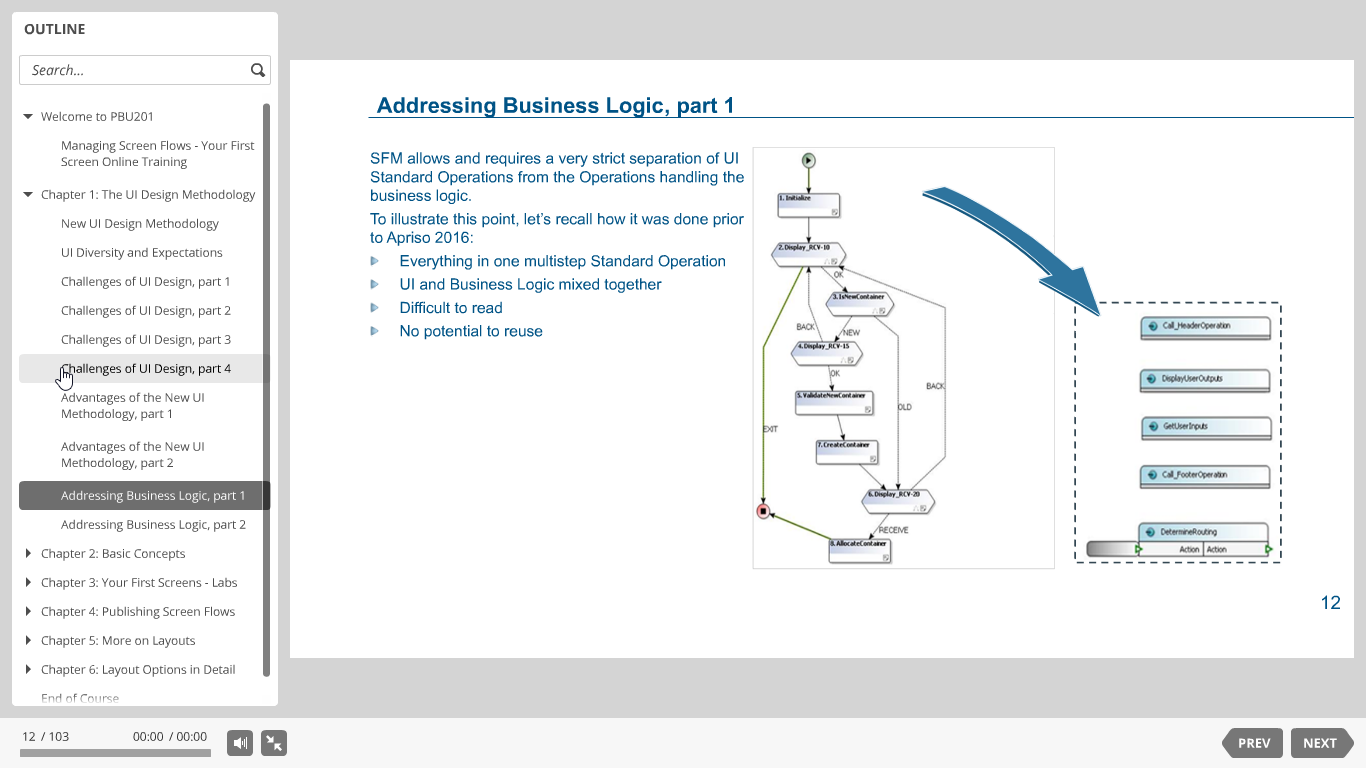 OUTLINE
Search...
Welcome to PBU201
Managing Screen Flows - Your First
Screen Online Training
Chapter 1: The UI Design Methodology
New UI Design Methodology
UI Diversity and Expectations
Challenges of UI Design, part 1
Challenges of UI Design, part 2
Challenges of UI Design, part 3
Challenges of UI Design, part 4
Advantages of the New UI
Methodology, part 1
Advantages of the New UI
Methodology, part 2
Addressing Business Logic, part 1
Addressing Business Logic, part 2
Chapter 2: Basic Concepts
Chapter 3: Your First Screens - Labs
Chapter 4: Publishing Screen Flows
Chapter 5: More on Layouts
Chapter 6: Layout Options in Detail
End of Course
Addressing Business Logic, part 1
SFM allows and requires a very strict separation of UI
Standard Operations from the Operations handling the
business logic.
To illustrate this point, let's recall how it was done prior
to Apriso 2016:
Everything in one multistep Standard Operation
UI and Business Logic mixed together
Difficult to read
No potential to reuse
1. Initialize
2.Display_RCV-10
OK
3.IsNewContainer
BACK
NEW
4.Display_RCV-15
OK
BACK
5.ValidateNewContainer
OLD
EXIT
7.CreateContainer
6.Display_RCV-20
RECEIVE
8.AllocateContainer
Call_HeaderOperation
DisplayUserOutputs
GetUserInputs
Call_FooterOperation
DetermineRouting
Action Action
12
12 / 103
00:00 / 00:00
PREV
NEXT